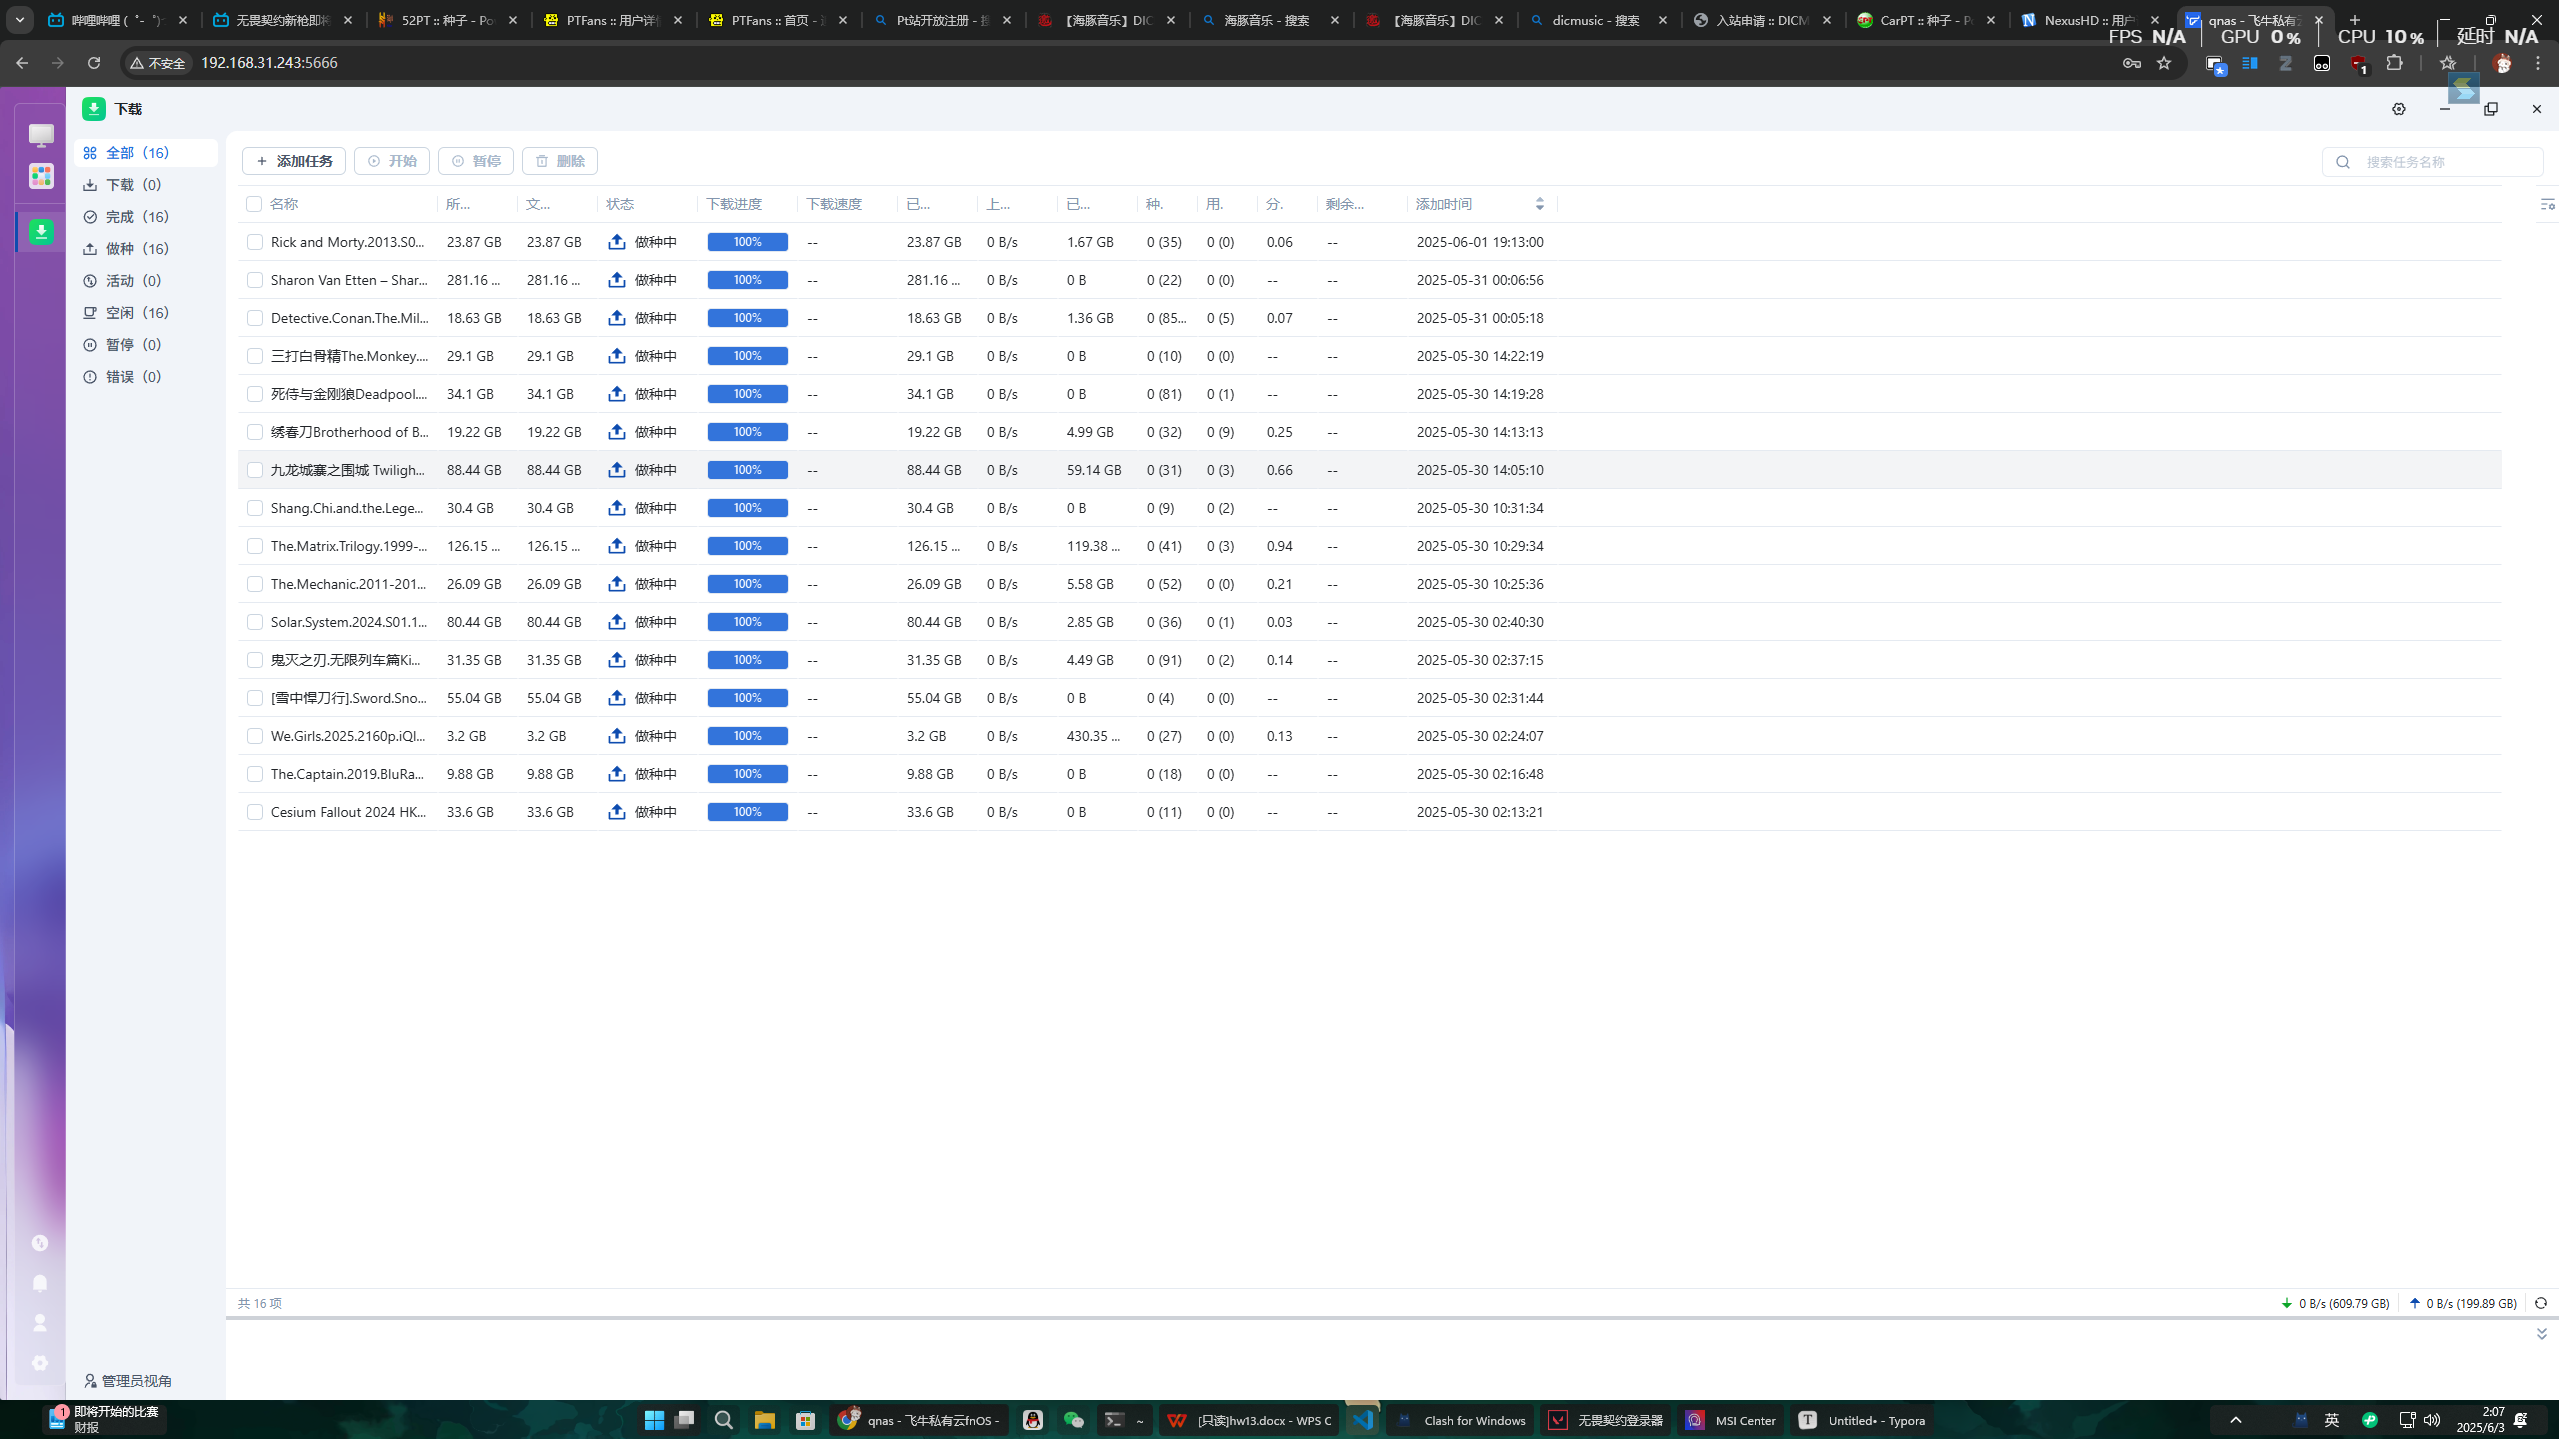 哔哩哔哩 (゜-゜)
无畏契约新枪即将
52PT :: 种子 - Po
PTFans :: 用户详情
PTFans :: 首页 -
Pt站开放注册 - 搜
【海豚音乐】DIC
海豚音乐 - 搜索
【海豚音乐】DIC
dicmusic - 搜索
入站申请 :: DICM
CarPT :: 种子 - P
NexusHD :: 用户
qnas - 飞牛私有云
FPS N/A GPU 0% CPU 10% 延时 N/A
不安全 192.168.31.243:5666
下载
全部（16）
下载（0）
完成（16）
做种（16）
活动（0）
空闲（16）
暂停（0）
错误（0）
添加任务 开始 暂停 删除 搜索任务名称
名称 所... 文... 状态 下载进度 下载速度 已... 上... 已... 种. 用. 分. 剩余... 添加时间
Rick and Morty.2013.S0... 23.87 GB 23.87 GB 做种中 100% -- 23.87 GB 0 B/s 1.67 GB 0 (35) 0 (0) 0.06 -- 2025-06-01 19:13:00
Sharon Van Etten – Shar... 281.16 ... 281.16 ... 做种中 100% -- 281.16 ... 0 B/s 0 B 0 (22) 0 (0) -- -- 2025-05-31 00:06:56
Detective.Conan.The.Mil... 18.63 GB 18.63 GB 做种中 100% -- 18.63 GB 0 B/s 1.36 GB 0 (85... 0 (5) 0.07 -- 2025-05-31 00:05:18
三打白骨精The.Monkey.... 29.1 GB 29.1 GB 做种中 100% -- 29.1 GB 0 B/s 0 B 0 (10) 0 (0) -- -- 2025-05-30 14:22:19
死侍与金刚狼Deadpool.... 34.1 GB 34.1 GB 做种中 100% -- 34.1 GB 0 B/s 0 B 0 (81) 0 (1) -- -- 2025-05-30 14:19:28
绣春刀Brotherhood of B... 19.22 GB 19.22 GB 做种中 100% -- 19.22 GB 0 B/s 4.99 GB 0 (32) 0 (9) 0.25 -- 2025-05-30 14:13:13
九龙城寨之围城 Twiligh... 88.44 GB 88.44 GB 做种中 100% -- 88.44 GB 0 B/s 59.14 GB 0 (31) 0 (3) 0.66 -- 2025-05-30 14:05:10
Shang.Chi.and.the.Lege... 30.4 GB 30.4 GB 做种中 100% -- 30.4 GB 0 B/s 0 B 0 (9) 0 (2) -- -- 2025-05-30 10:31:34
The.Matrix.Trilogy.1999-... 126.15 ... 126.15 ... 做种中 100% -- 126.15 ... 0 B/s 119.38 ... 0 (41) 0 (3) 0.94 -- 2025-05-30 10:29:34
The.Mechanic.2011-201... 26.09 GB 26.09 GB 做种中 100% -- 26.09 GB 0 B/s 5.58 GB 0 (52) 0 (0) 0.21 -- 2025-05-30 10:25:36
Solar.System.2024.S01.1... 80.44 GB 80.44 GB 做种中 100% -- 80.44 GB 0 B/s 2.85 GB 0 (36) 0 (1) 0.03 -- 2025-05-30 02:40:30
鬼灭之刃.无限列车篇Ki... 31.35 GB 31.35 GB 做种中 100% -- 31.35 GB 0 B/s 4.49 GB 0 (91) 0 (2) 0.14 -- 2025-05-30 02:37:15
[雪中悍刀行].Sword.Sno... 55.04 GB 55.04 GB 做种中 100% -- 55.04 GB 0 B/s 0 B 0 (4) 0 (0) -- -- 2025-05-30 02:31:44
We.Girls.2025.2160p.iQI... 3.2 GB 3.2 GB 做种中 100% -- 3.2 GB 0 B/s 430.35 ... 0 (27) 0 (0) 0.13 -- 2025-05-30 02:24:07
The.Captain.2019.BluRa... 9.88 GB 9.88 GB 做种中 100% -- 9.88 GB 0 B/s 0 B 0 (18) 0 (0) -- -- 2025-05-30 02:16:48
Cesium Fallout 2024 HK... 33.6 GB 33.6 GB 做种中 100% -- 33.6 GB 0 B/s 0 B 0 (11) 0 (0) -- -- 2025-05-30 02:13:21
共 16 项
0 B/s (609.79 GB) 0 B/s (199.89 GB)
管理员视角
1 即将开始的比赛
财报
qnas - 飞牛私有云fnOS -
~
[只读]hw13.docx - WPS C
Clash for Windows
无畏契约登录器
MSI Center
Untitled• - Typora
英
2:07
2025/6/3